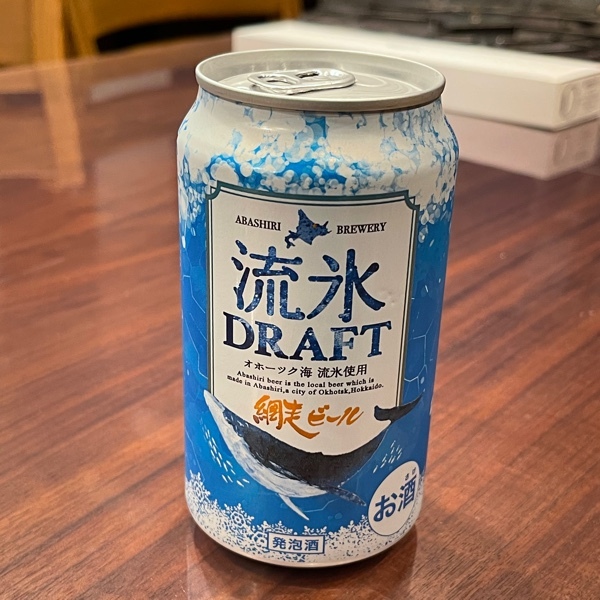 ABASHIRI BREWERY
流氷
DRAFT
オホーツク海 流氷使用
Abashiri beer is the local beer which is
made in Abashiri,a city of Okhotsk,Hokkaido.
網走ビール
お酒
発泡酒